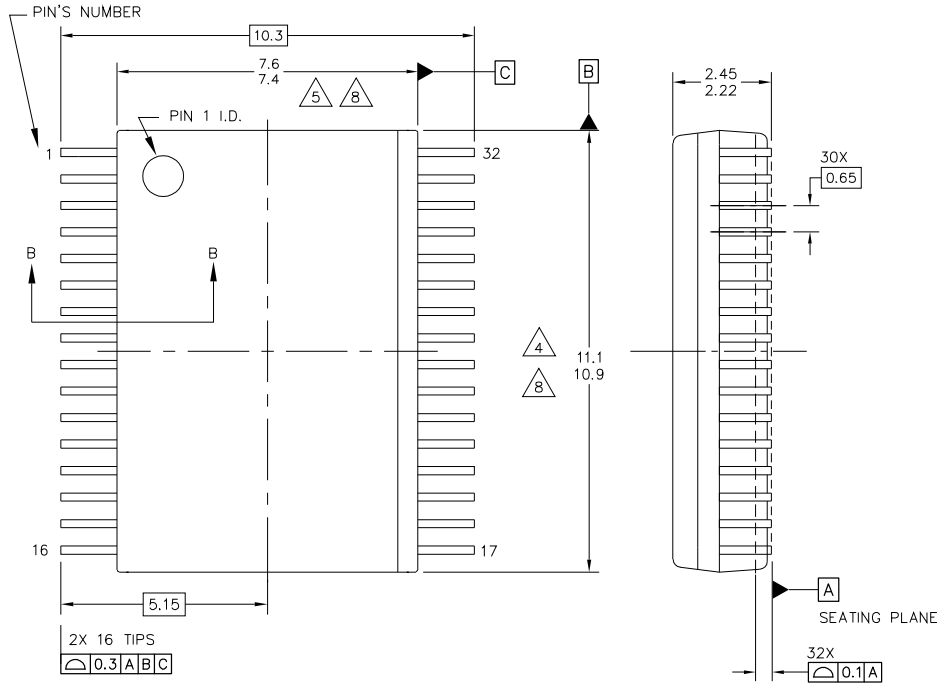 PIN'S NUMBER
10.3
7.6
7.4
5
8
C
B
2.45
2.22
PIN 1 I.D.
1
32
30X
0.65
B
B
4
8
11.1
10.9
16
17
5.15
A
SEATING PLANE
2X 16 TIPS
⌓ 0.3 A B C
32X
⌓ 0.1 A